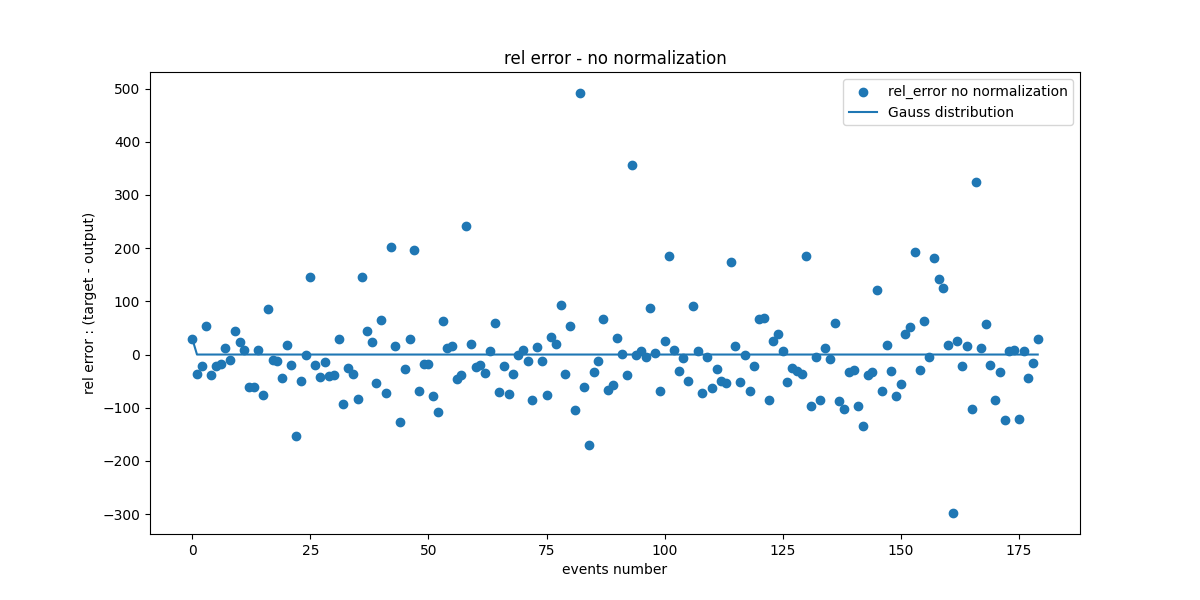 rel error - no normalization
rel_error no normalization
Gauss distribution
rel error : (target - output)
500
400
300
200
100
0
−100
−200
−300
0 25 50 75 100 125 150 175
events number